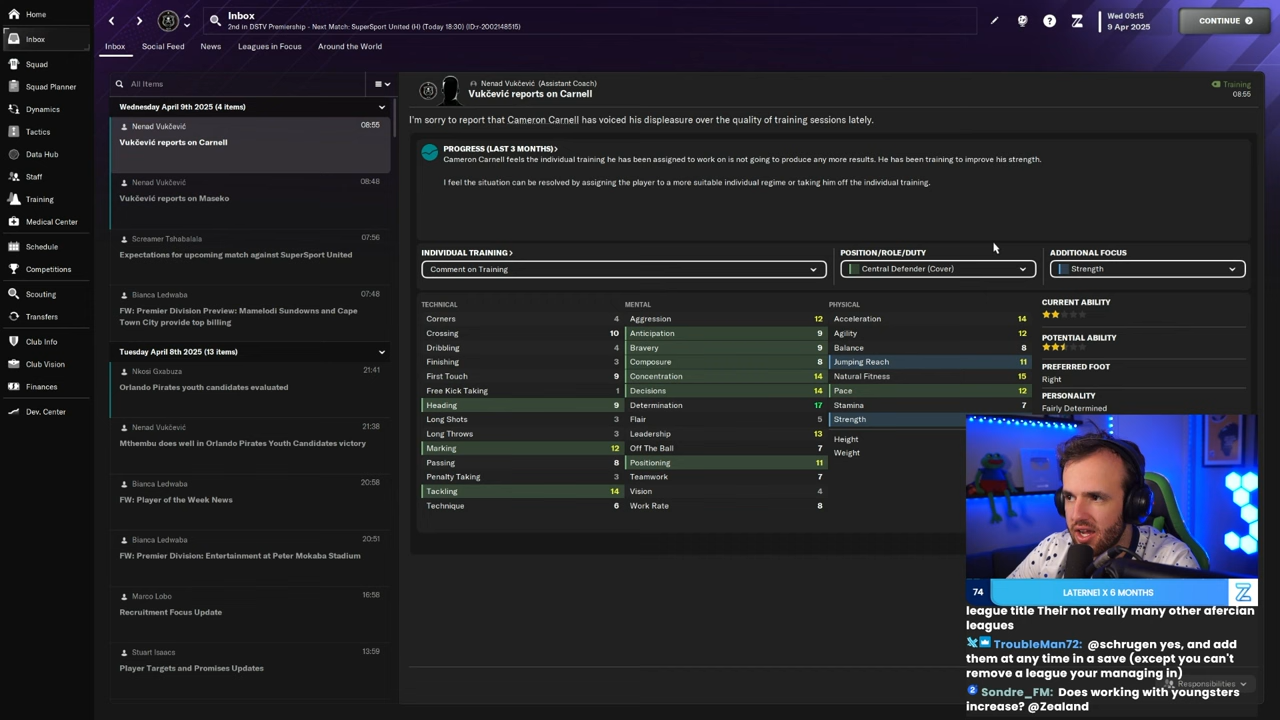 Home
Inbox
Squad
Squad Planner
Dynamics
Tactics
Data Hub
Staff
Training
Medical Center
Schedule
Competitions
Scouting
Transfers
Club Info
Club Vision
Finances
Dev. Center
Inbox
2nd in DSTV Premiership - Next Match: SuperSport United (H) (Today 18:30) (ID:r-2002148515)
Wed 09:15
9 Apr 2025
CONTINUE
Inbox
Social Feed
News
Leagues in Focus
Around the World
All Items
Wednesday April 9th 2025 (4 items)
Nenad Vukčević 08:55
Vukčević reports on Carnell
Nenad Vukčević 08:48
Vukčević reports on Maseko
Screamer Tshabalala 07:56
Expectations for upcoming match against SuperSport United
Bianca Ledwaba 07:48
FW: Premier Division Preview: Mamelodi Sundowns and Cape
Town City provide top billing
Tuesday April 8th 2025 (13 items)
Nkosi Gxabuza 21:41
Orlando Pirates youth candidates evaluated
Nenad Vukčević 21:38
Mthembu does well in Orlando Pirates Youth Candidates victory
Bianca Ledwaba 20:58
FW: Player of the Week News
Bianca Ledwaba 20:51
FW: Premier Division: Entertainment at Peter Mokaba Stadium
Marco Lobo 16:58
Recruitment Focus Update
Stuart Isaacs 13:59
Player Targets and Promises Updates
Nenad Vukčević (Assistant Coach)
Vukčević reports on Carnell
Training
08:55
I'm sorry to report that Cameron Carnell has voiced his displeasure over the quality of training sessions lately.
PROGRESS (LAST 3 MONTHS)>
Cameron Carnell feels the individual training he has been assigned to work on is not going to produce any more results. He has been training to improve his strength.
I feel the situation can be resolved by assigning the player to a more suitable individual regime or taking him off the individual training.
INDIVIDUAL TRAINING>
Comment on Training
POSITION/ROLE/DUTY
Central Defender (Cover)
ADDITIONAL FOCUS
Strength
TECHNICAL
Corners 4
Crossing 10
Dribbling 4
Finishing 3
First Touch 9
Free Kick Taking 1
Heading 9
Long Shots 3
Long Throws 3
Marking 12
Passing 8
Penalty Taking 3
Tackling 14
Technique 6
MENTAL
Aggression 12
Anticipation 9
Bravery 9
Composure 8
Concentration 14
Decisions 14
Determination 17
Flair 5
Leadership 13
Off The Ball 7
Positioning 11
Teamwork 7
Vision 4
Work Rate 8
PHYSICAL
Acceleration 14
Agility 12
Balance 8
Jumping Reach 11
Natural Fitness 15
Pace 12
Stamina 7
Strength
Height
Weight
CURRENT ABILITY
POTENTIAL ABILITY
PREFERRED FOOT
Right
PERSONALITY
Fairly Determined
74 LATERNE1 X 6 MONTHS
league title Their not really many other afercian
leagues
TroubleMan72: @schrugen yes, and add
them at any time in a save (except you can't
remove a league your managing in)
Sondre_FM: Does working with youngsters
increase? @Zealand
Responsibilities